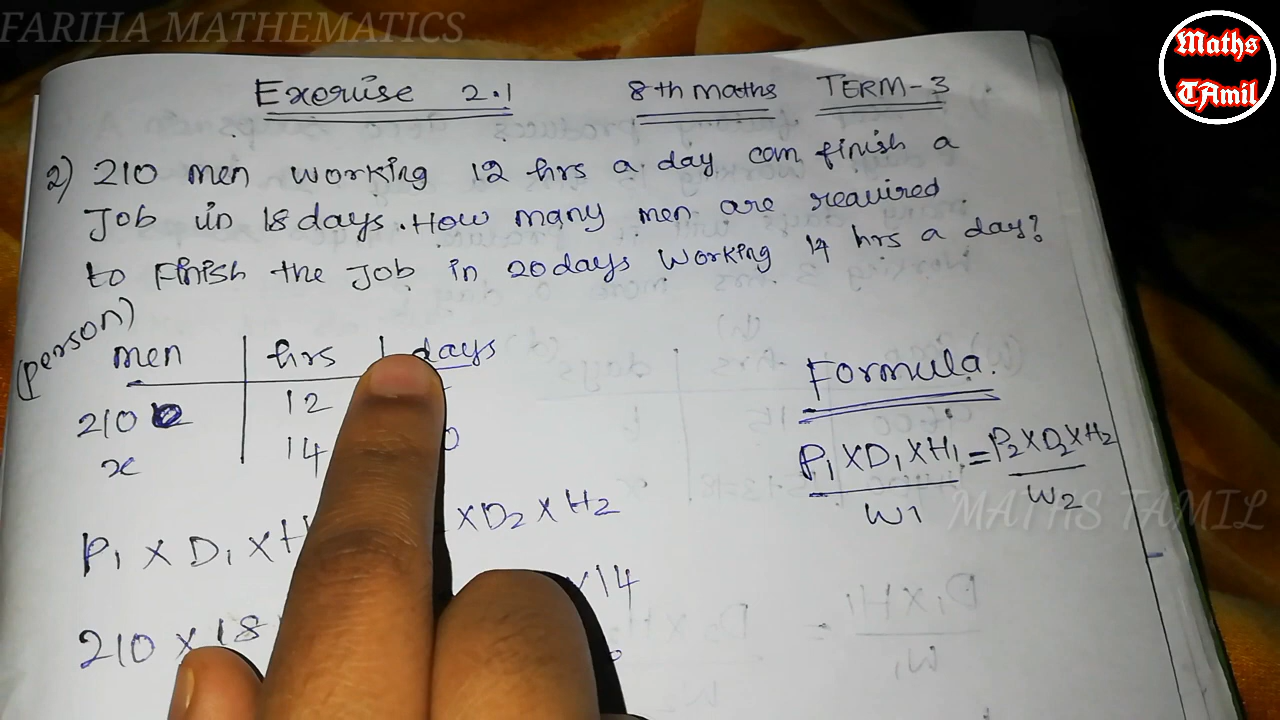 FARIHA MATHEMATICS
Maths
TAmil
Exercise 2.1 8th maths TERM-3
2) 210 men working 12 hrs a day can finish a
Job in 18 days. How many men are required
to Finish the Job in 20 days working 14 hrs a day?
(person)
men hrs days
210 12
x 14
Formula.
P₁ X D₁ X H₁ = P₂ X D₂ X H₂
W₁ W₂
MATHS TAMIL
P₁ X D₁ X H
X D₂ X H₂
210 X 18
X 14